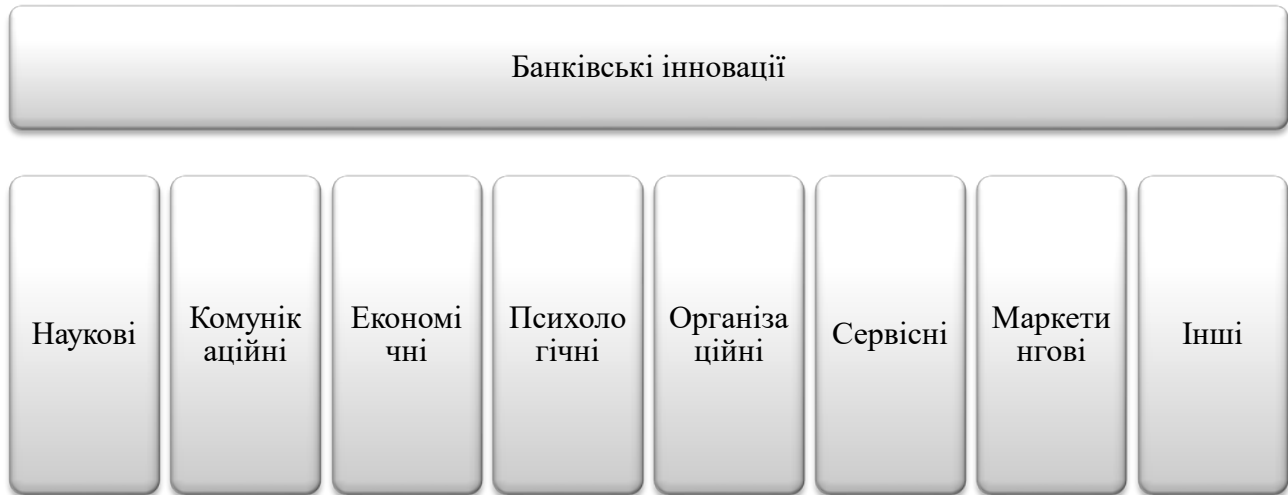 Банківські інновації
Наукові
Комунік
аційні
Економі
чні
Психоло
гічні
Організа
ційні
Сервісні
Маркети
нгові
Інші